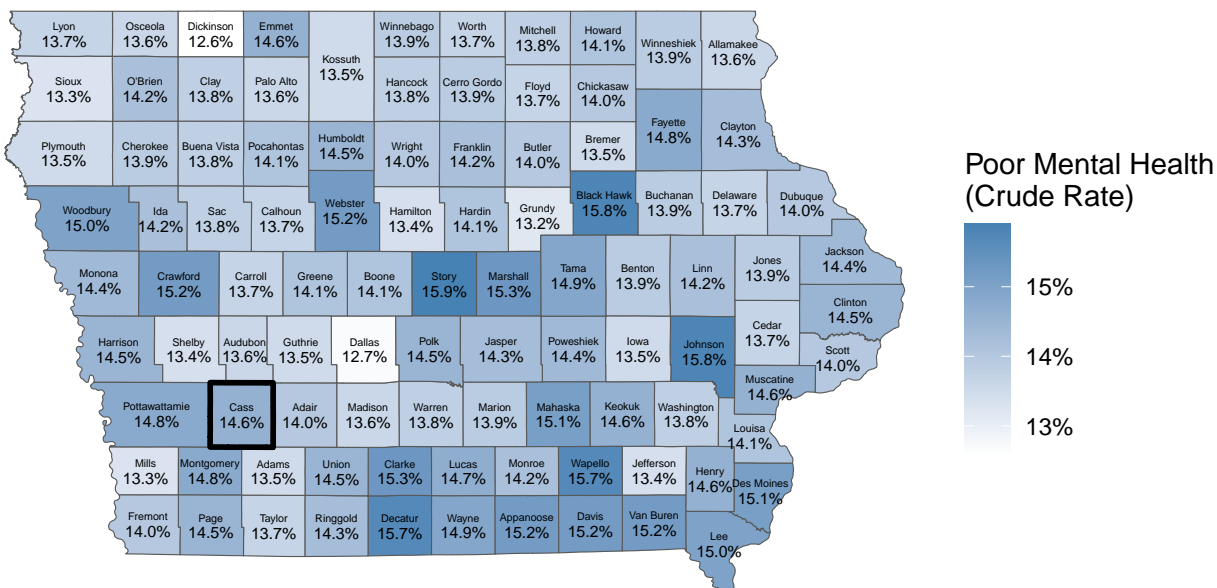 Lyon
13.7%
Osceola
13.6%
Dickinson
12.6%
Emmet
14.6%
Kossuth
13.5%
Winnebago
13.9%
Worth
13.7%
Mitchell
13.8%
Howard
14.1%
Winneshiek
13.9%
Allamakee
13.6%
Sioux
13.3%
O'Brien
14.2%
Clay
13.8%
Palo Alto
13.6%
Hancock
13.8%
Cerro Gordo
13.9%
Floyd
13.7%
Chickasaw
14.0%
Fayette
14.8%
Clayton
14.3%
Plymouth
13.5%
Cherokee
13.9%
Buena Vista
13.8%
Pocahontas
14.1%
Humboldt
14.5%
Wright
14.0%
Franklin
14.2%
Butler
14.0%
Bremer
13.5%
Woodbury
15.0%
Ida
14.2%
Sac
13.8%
Calhoun
13.7%
Webster
15.2%
Hamilton
13.4%
Hardin
14.1%
Grundy
13.2%
Black Hawk
15.8%
Buchanan
13.9%
Delaware
13.7%
Dubuque
14.0%
Monona
14.4%
Crawford
15.2%
Carroll
13.7%
Greene
14.1%
Boone
14.1%
Story
15.9%
Marshall
15.3%
Tama
14.9%
Benton
13.9%
Linn
14.2%
Jones
13.9%
Jackson
14.4%
Clinton
14.5%
Harrison
14.5%
Shelby
13.4%
Audubon
13.6%
Guthrie
13.5%
Dallas
12.7%
Polk
14.5%
Jasper
14.3%
Poweshiek
14.4%
Iowa
13.5%
Johnson
15.8%
Cedar
13.7%
Scott
14.0%
Muscatine
14.6%
Pottawattamie
14.8%
Cass
14.6%
Adair
14.0%
Madison
13.6%
Warren
13.8%
Marion
13.9%
Mahaska
15.1%
Keokuk
14.6%
Washington
13.8%
Louisa
14.1%
Mills
13.3%
Montgomery
14.8%
Adams
13.5%
Union
14.5%
Clarke
15.3%
Lucas
14.7%
Monroe
14.2%
Wapello
15.7%
Jefferson
13.4%
Henry
14.6%
Des Moines
15.1%
Fremont
14.0%
Page
14.5%
Taylor
13.7%
Ringgold
14.3%
Decatur
15.7%
Wayne
14.9%
Appanoose
15.2%
Davis
15.2%
Van Buren
15.2%
Lee
15.0%
Poor Mental Health
(Crude Rate)
15%
14%
13%